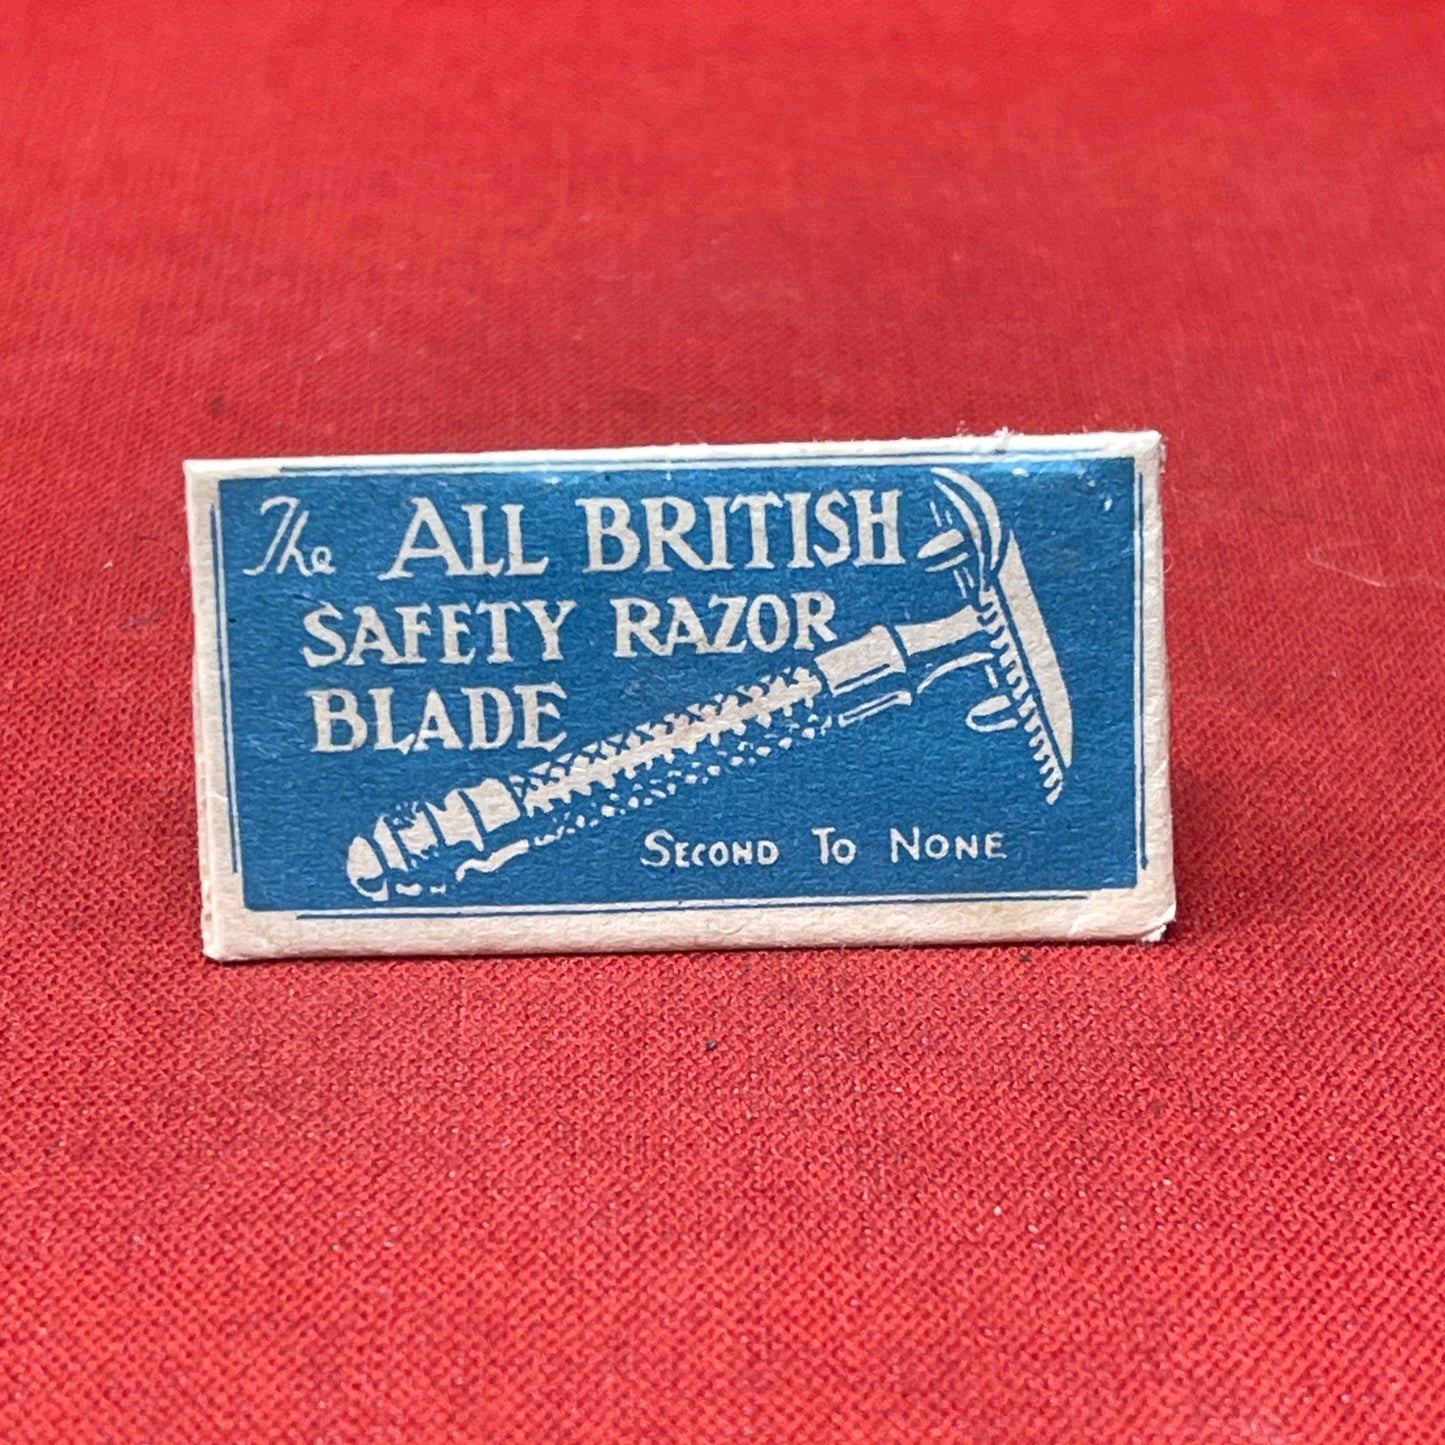 The ALL BRITISH
SAFETY RAZOR
BLADE
SECOND TO NONE